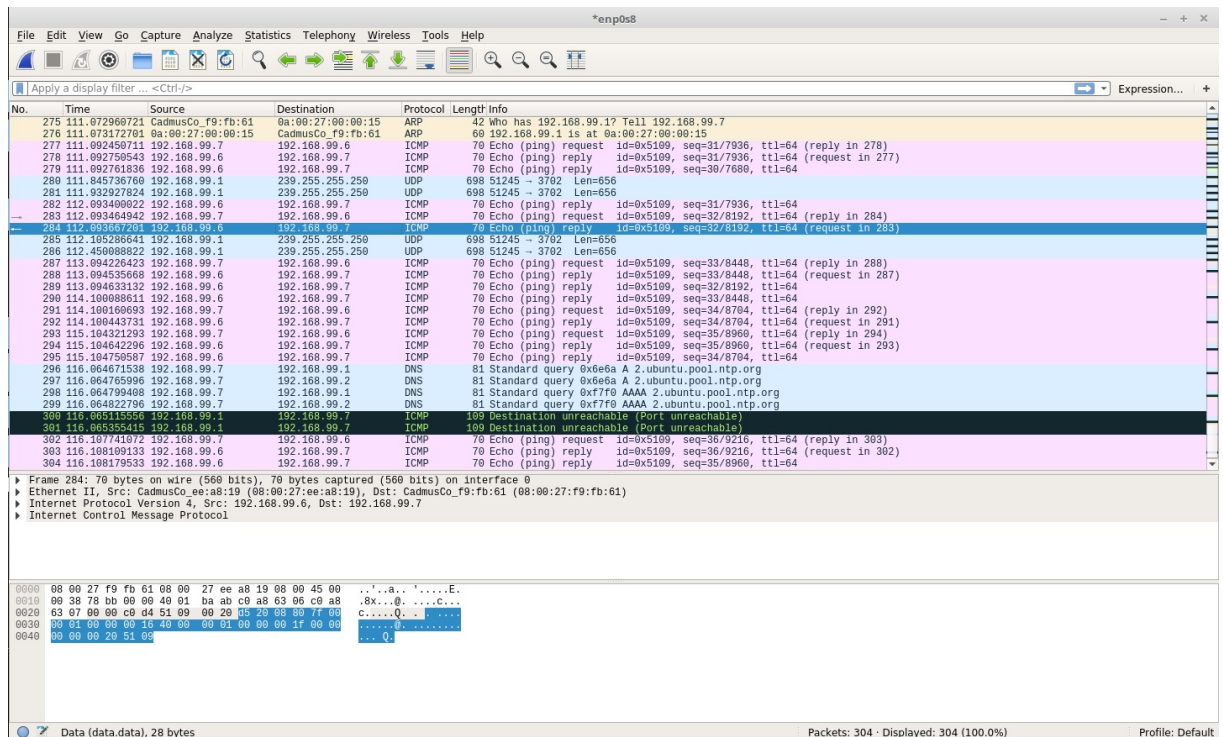 *enp0s8
File Edit View Go Capture Analyze Statistics Telephony Wireless Tools Help
Apply a display filter ... <Ctrl-/> Expression... +
No. Time Source Destination Protocol Length Info
275 111.072960721 CadmusCo_f9:fb:61 0a:00:27:00:00:15 ARP 42 Who has 192.168.99.1? Tell 192.168.99.7
276 111.073172701 0a:00:27:00:00:15 CadmusCo_f9:fb:61 ARP 60 192.168.99.1 is at 0a:00:27:00:00:15
277 111.092450711 192.168.99.7 192.168.99.6 ICMP 70 Echo (ping) request id=0x5109, seq=31/7936, ttl=64 (reply in 278)
278 111.092750543 192.168.99.6 192.168.99.7 ICMP 70 Echo (ping) reply id=0x5109, seq=31/7936, ttl=64 (request in 277)
279 111.092761836 192.168.99.6 192.168.99.7 ICMP 70 Echo (ping) reply id=0x5109, seq=30/7680, ttl=64
280 111.845736760 192.168.99.1 239.255.255.250 UDP 698 51245 → 3702 Len=656
281 111.932927824 192.168.99.1 239.255.255.250 UDP 698 51245 → 3702 Len=656
282 112.093400022 192.168.99.6 192.168.99.7 ICMP 70 Echo (ping) reply id=0x5109, seq=31/7936, ttl=64
283 112.093464942 192.168.99.7 192.168.99.6 ICMP 70 Echo (ping) request id=0x5109, seq=32/8192, ttl=64 (reply in 284)
284 112.093667201 192.168.99.6 192.168.99.7 ICMP 70 Echo (ping) reply id=0x5109, seq=32/8192, ttl=64 (request in 283)
285 112.105286641 192.168.99.1 239.255.255.250 UDP 698 51245 → 3702 Len=656
286 112.450088822 192.168.99.1 239.255.255.250 UDP 698 51245 → 3702 Len=656
287 113.094226423 192.168.99.7 192.168.99.6 ICMP 70 Echo (ping) request id=0x5109, seq=33/8448, ttl=64 (reply in 288)
288 113.094535668 192.168.99.6 192.168.99.7 ICMP 70 Echo (ping) reply id=0x5109, seq=33/8448, ttl=64 (request in 287)
289 113.094633132 192.168.99.6 192.168.99.7 ICMP 70 Echo (ping) reply id=0x5109, seq=32/8192, ttl=64
290 114.100088611 192.168.99.6 192.168.99.7 ICMP 70 Echo (ping) reply id=0x5109, seq=33/8448, ttl=64
291 114.100160693 192.168.99.7 192.168.99.6 ICMP 70 Echo (ping) request id=0x5109, seq=34/8704, ttl=64 (reply in 292)
292 114.100443731 192.168.99.6 192.168.99.7 ICMP 70 Echo (ping) reply id=0x5109, seq=34/8704, ttl=64 (request in 291)
293 115.104321293 192.168.99.7 192.168.99.6 ICMP 70 Echo (ping) request id=0x5109, seq=35/8960, ttl=64 (reply in 294)
294 115.104642296 192.168.99.6 192.168.99.7 ICMP 70 Echo (ping) reply id=0x5109, seq=35/8960, ttl=64 (request in 293)
295 115.104750587 192.168.99.6 192.168.99.7 ICMP 70 Echo (ping) reply id=0x5109, seq=34/8704, ttl=64
296 116.064671538 192.168.99.7 192.168.99.1 DNS 81 Standard query 0x6e6a A 2.ubuntu.pool.ntp.org
297 116.064765996 192.168.99.7 192.168.99.2 DNS 81 Standard query 0x6e6a A 2.ubuntu.pool.ntp.org
298 116.064799408 192.168.99.7 192.168.99.1 DNS 81 Standard query 0xf7f0 AAAA 2.ubuntu.pool.ntp.org
299 116.064822796 192.168.99.7 192.168.99.2 DNS 81 Standard query 0xf7f0 AAAA 2.ubuntu.pool.ntp.org
300 116.065115556 192.168.99.1 192.168.99.7 ICMP 109 Destination unreachable (Port unreachable)
301 116.065355415 192.168.99.1 192.168.99.7 ICMP 109 Destination unreachable (Port unreachable)
302 116.107741072 192.168.99.7 192.168.99.6 ICMP 70 Echo (ping) request id=0x5109, seq=36/9216, ttl=64 (reply in 303)
303 116.108109133 192.168.99.6 192.168.99.7 ICMP 70 Echo (ping) reply id=0x5109, seq=36/9216, ttl=64 (request in 302)
304 116.108179533 192.168.99.6 192.168.99.7 ICMP 70 Echo (ping) reply id=0x5109, seq=35/8960, ttl=64
Frame 284: 70 bytes on wire (560 bits), 70 bytes captured (560 bits) on interface 0
Ethernet II, Src: CadmusCo_ee:a8:19 (08:00:27:ee:a8:19), Dst: CadmusCo_f9:fb:61 (08:00:27:f9:fb:61)
Internet Protocol Version 4, Src: 192.168.99.6, Dst: 192.168.99.7
Internet Control Message Protocol
0000 08 00 27 f9 fb 61 08 00 27 ee a8 19 08 00 45 00 ..'..a.. '.....E.
0010 00 38 78 bb 00 00 40 01 ba ab c0 a8 63 06 c0 a8 .8x...@. ....c...
0020 63 07 00 00 c0 d4 51 09 00 20 d5 20 08 80 7f 00 c.....Q. . . ....
0030 00 01 00 00 00 16 40 00 00 01 00 00 00 1f 00 00 ......@. ........
0040 00 00 00 20 51 09 ... Q.
Data (data.data), 28 bytes Packets: 304 · Displayed: 304 (100.0%) Profile: Default